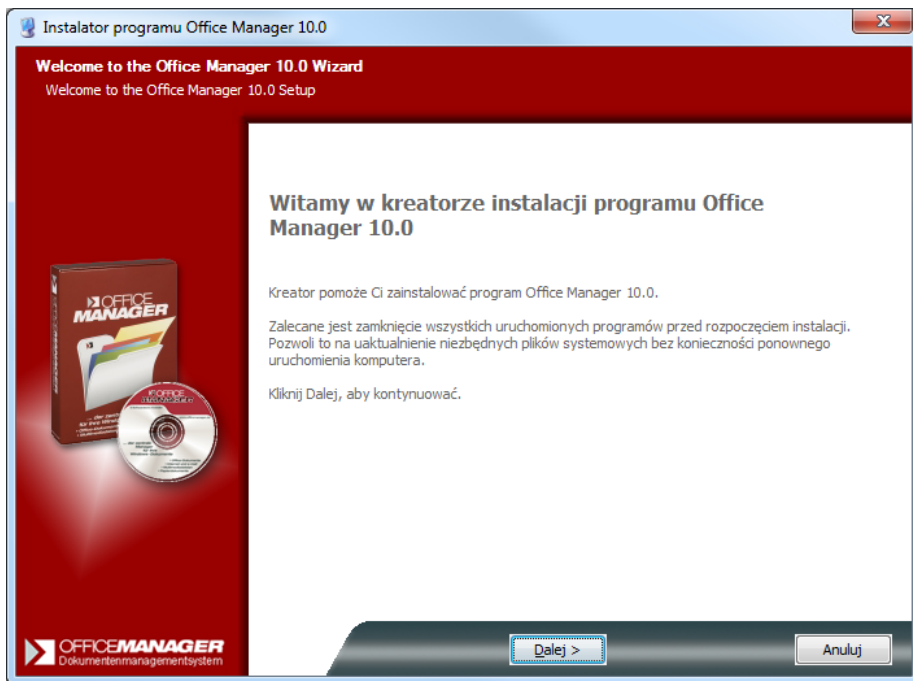 Instalator programu Office Manager 10.0
Welcome to the Office Manager 10.0 Wizard
Welcome to the Office Manager 10.0 Setup
Witamy w kreatorze instalacji programu Office
Manager 10.0
Kreator pomoże Ci zainstalować program Office Manager 10.0.
Zalecane jest zamknięcie wszystkich uruchomionych programów przed rozpoczęciem instalacji.
Pozwoli to na uaktualnienie niezbędnych plików systemowych bez konieczności ponownego
uruchomienia komputera.
Kliknij Dalej, aby kontynuować.
OFFICE
MANAGER
OFFICEMANAGER
Dokumentenmanagementsystem
Dalej >
Anuluj